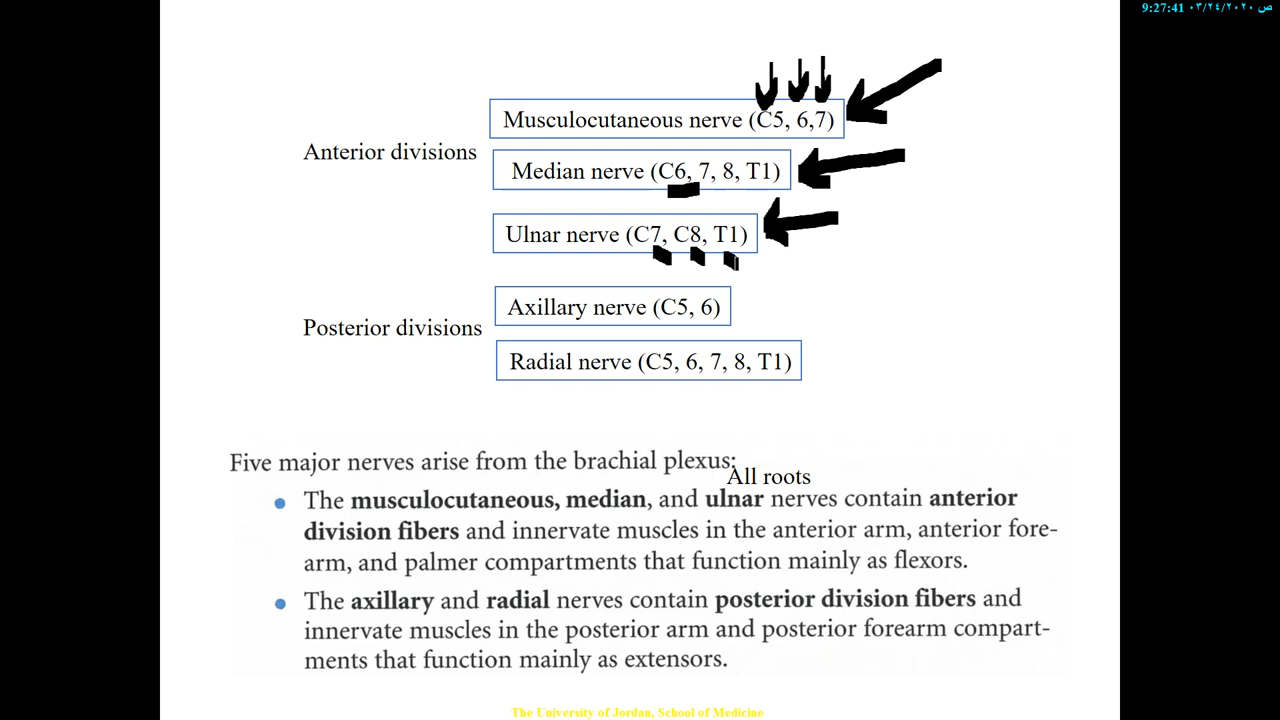 9:27:41 ٠٣/٢٤/٢٠٢٠ ص
Musculocutaneous nerve (C5, 6,7)
Anterior divisions
Median nerve (C6, 7, 8, T1)
Ulnar nerve (C7, C8, T1)
Axillary nerve (C5, 6)
Posterior divisions
Radial nerve (C5, 6, 7, 8, T1)
Five major nerves arise from the brachial plexus:
All roots
The musculocutaneous, median, and ulnar nerves contain anterior
division fibers and innervate muscles in the anterior arm, anterior fore-
arm, and palmer compartments that function mainly as flexors.
The axillary and radial nerves contain posterior division fibers and
innervate muscles in the posterior arm and posterior forearm compart-
ments that function mainly as extensors.
The University of Jordan, School of Medicine